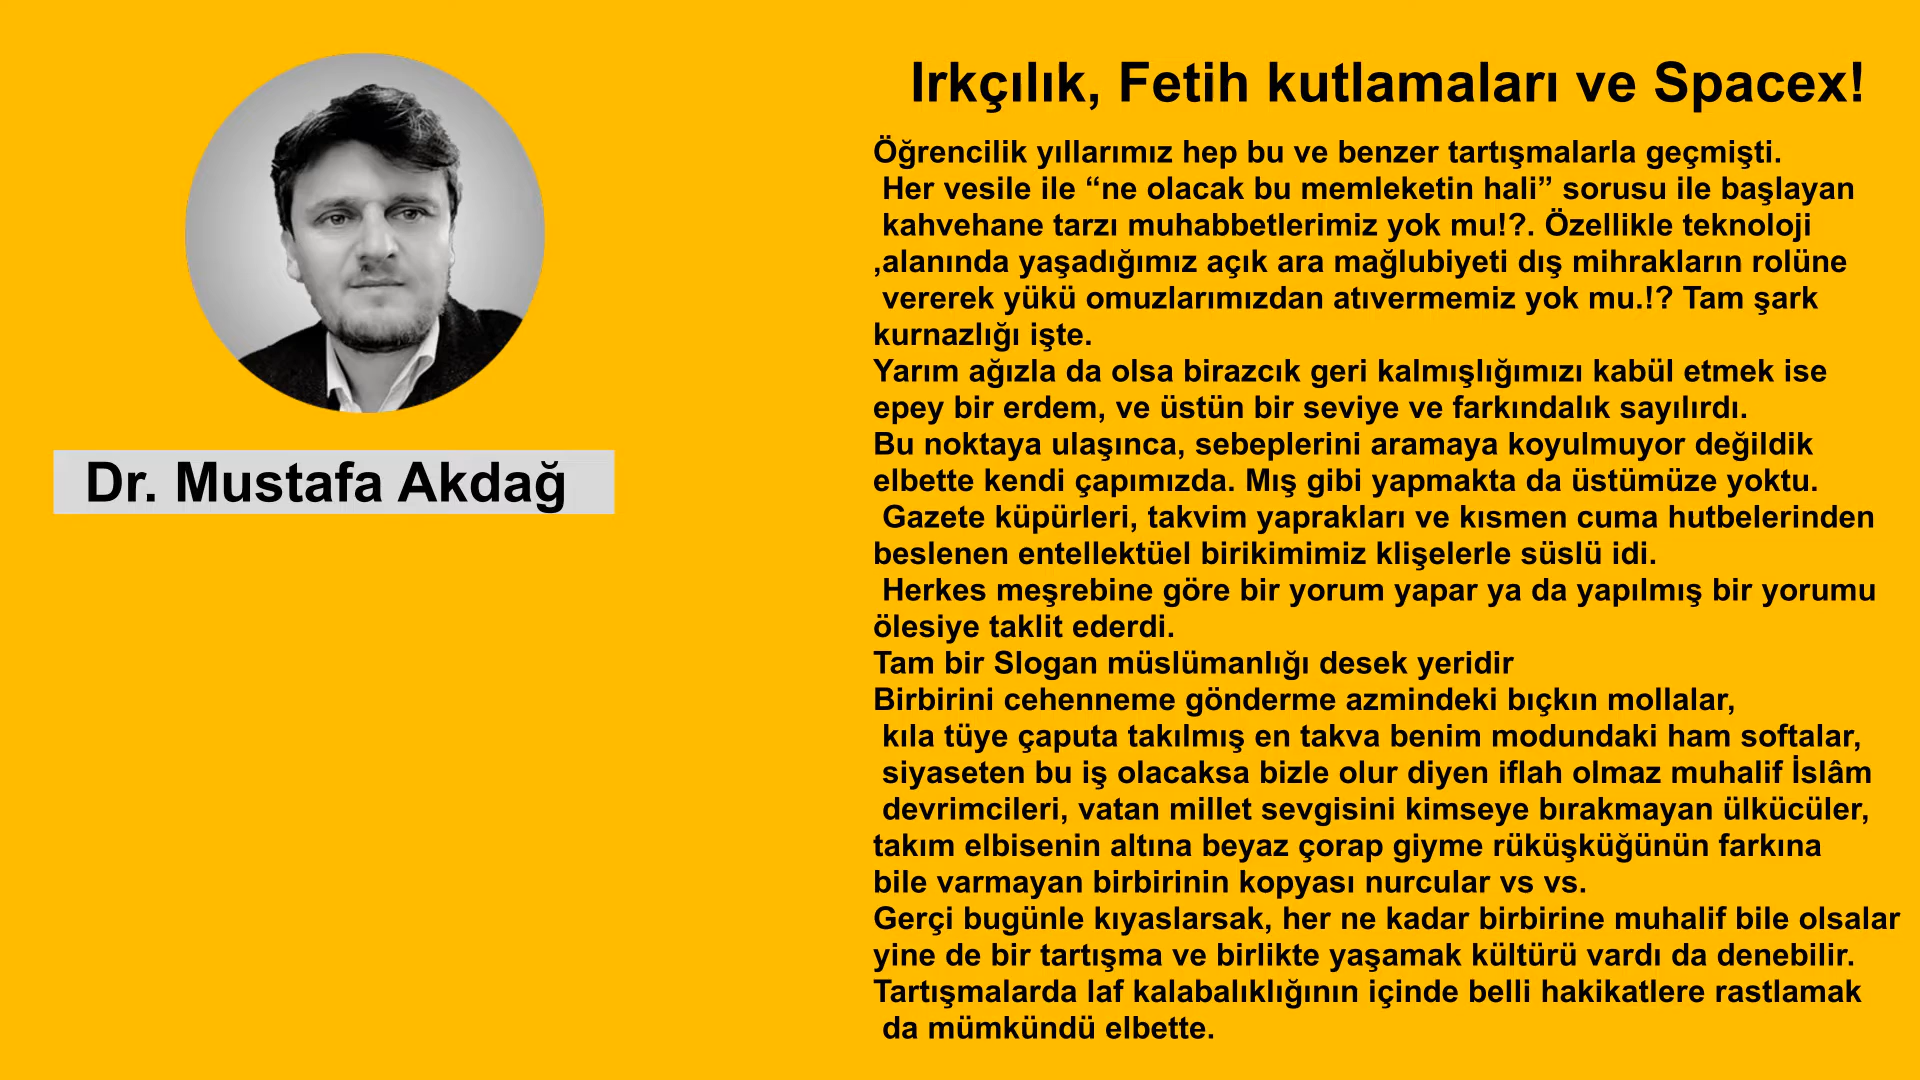 Dr. Mustafa Akdağ
Irkçılık, Fetih kutlamaları ve Spacex!
Öğrencilik yıllarımız hep bu ve benzer tartışmalarla geçmişti.
Her vesile ile “ne olacak bu memleketin hali” sorusu ile başlayan
kahvehane tarzı muhabbetlerimiz yok mu!?. Özellikle teknoloji
,alanında yaşadığımız açık ara mağlubiyeti dış mihrakların rolüne
vererek yükü omuzlarımızdan atıvermemiz yok mu.!? Tam şark
kurnazlığı işte.
Yarım ağızla da olsa birazcık geri kalmışlığımızı kabül etmek ise
epey bir erdem, ve üstün bir seviye ve farkındalık sayılırdı.
Bu noktaya ulaşınca, sebeplerini aramaya koyulmuyor değildik
elbette kendi çapımızda. Mış gibi yapmakta da üstümüze yoktu.
Gazete küpürleri, takvim yaprakları ve kısmen cuma hutbelerinden
beslenen entellektüel birikimimiz klişelerle süslü idi.
Herkes meşrebine göre bir yorum yapar ya da yapılmış bir yorumu
ölesiye taklit ederdi.
Tam bir Slogan müslümanlığı desek yeridir
Birbirini cehenneme gönderme azmindeki bıçkın mollalar,
kıla tüye çaputa takılmış en takva benim modundaki ham softalar,
siyaseten bu iş olacaksa bizle olur diyen iflah olmaz muhalif İslâm
devrimcileri, vatan millet sevgisini kimseye bırakmayan ülkücüler,
takım elbisenin altına beyaz çorap giyme rüküşküğünün farkına
bile varmayan birbirinin kopyası nurcular vs vs.
Gerçi bugünle kıyaslarsak, her ne kadar birbirine muhalif bile olsalar
yine de bir tartışma ve birlikte yaşamak kültürü vardı da denebilir.
Tartışmalarda laf kalabalıklığının içinde belli hakikatlere rastlamak
da mümkündü elbette.